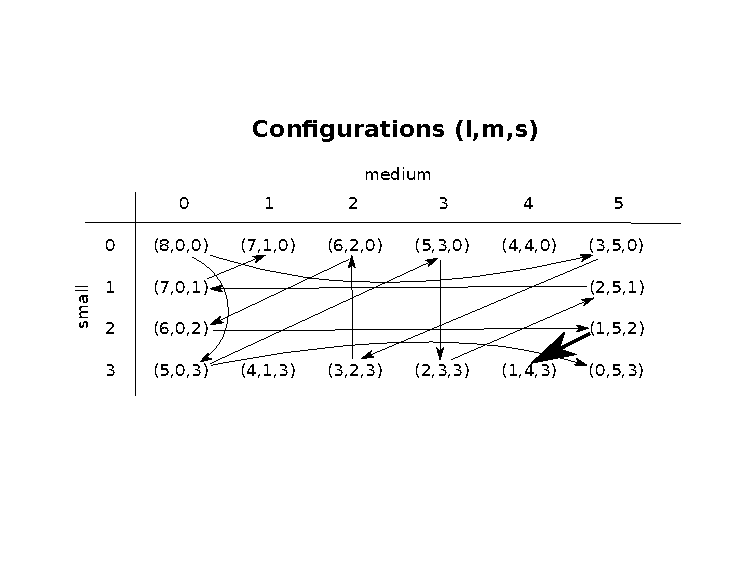 Configurations (l,m,s)
medium
0 1 2 3 4 5
small
0 (8,0,0) (7,1,0) (6,2,0) (5,3,0) (4,4,0) (3,5,0)
1 (7,0,1) (2,5,1)
2 (6,0,2) (1,5,2)
3 (5,0,3) (4,1,3) (3,2,3) (2,3,3) (1,4,3) (0,5,3)